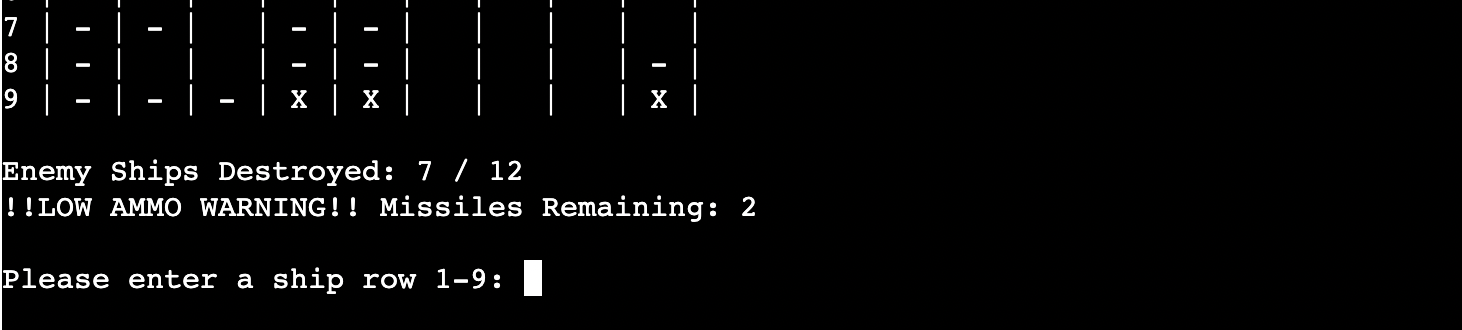 7 | - | - |   | - | - |   |   |   |   |
8 | - |   |   | - | - |   |   |   | - |
9 | - | - | - | X | X |   |   |   | X |
Enemy Ships Destroyed: 7 / 12
!!LOW AMMO WARNING!! Missiles Remaining: 2
Please enter a ship row 1-9: